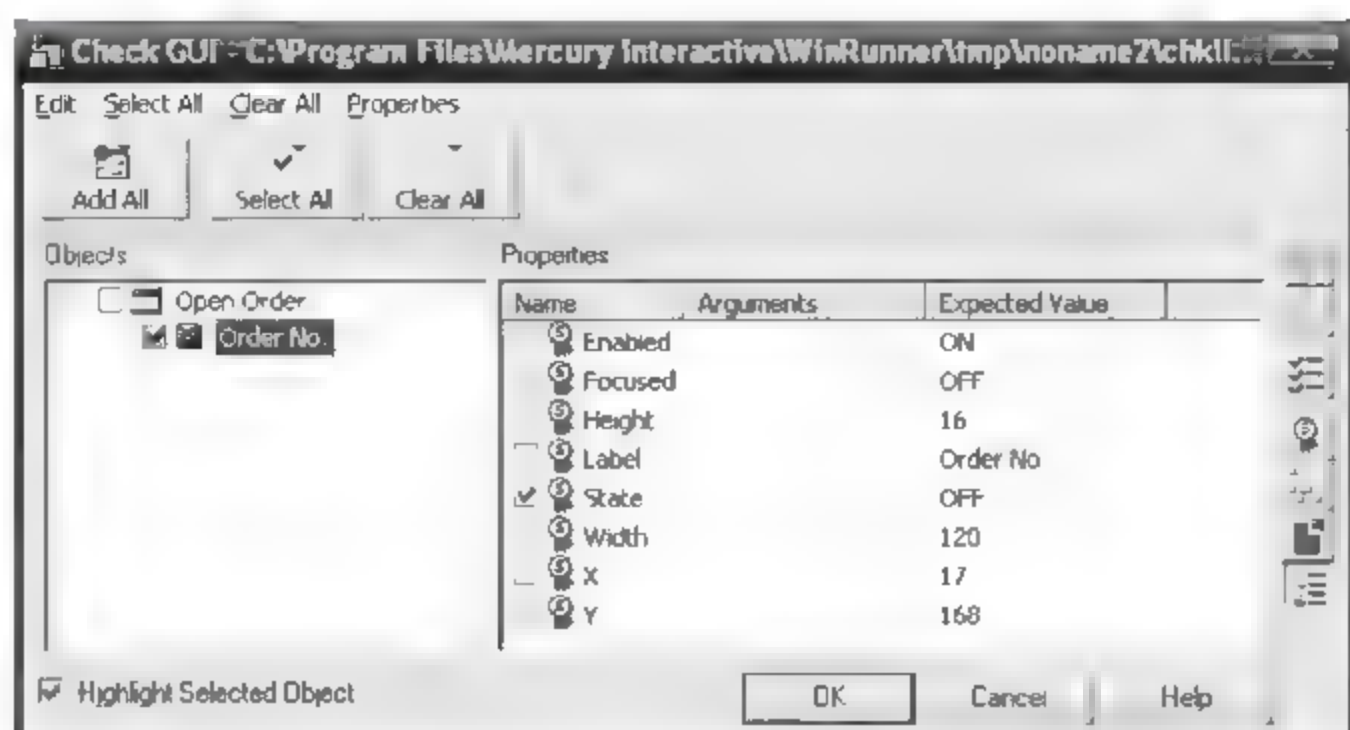 Check GUI - C:\Program Files\Mercury Interactive\WinRunner\tmp\noname2\chkli
Edit Select All Clear All Properties
Add All Select All Clear All
Objects
Open Order
Order No.
Properties
Name Arguments Expected Value
Enabled ON
Focused OFF
Height 16
Label Order No
State OFF
Width 120
X 17
Y 168
Highlight Selected Object
OK Cancel Help